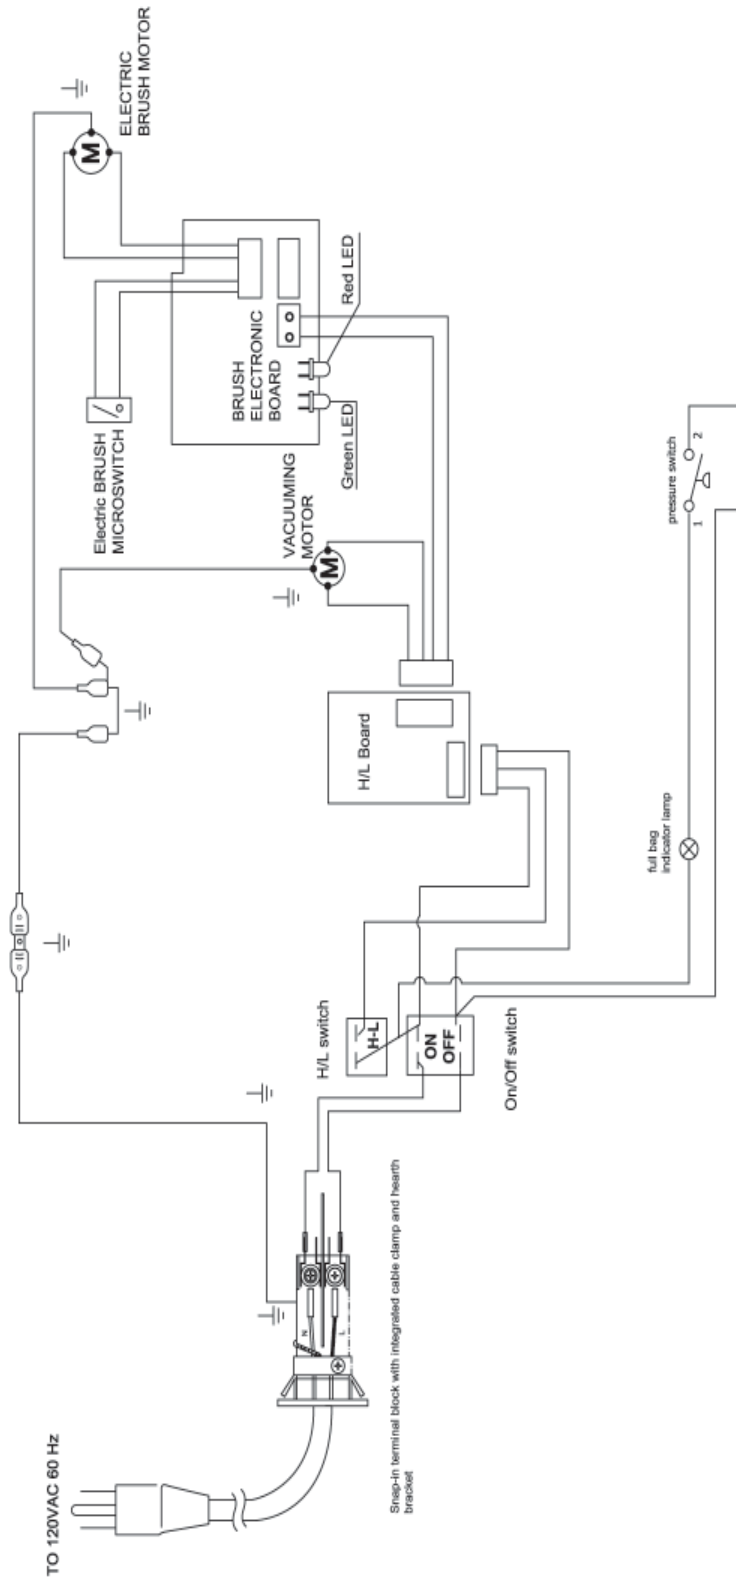 ELECTRIC
BRUSH MOTOR
M
Electric BRUSH
MICROSWITCH
BRUSH
ELECTRONIC
BOARD
Red LED
Green LED
VACUUMING
MOTOR
M
H/L Board
pressure switch
1
2
full bag
indicator lamp
H/L switch
H-L
ON
OFF
On/Off switch
N
L
Snap-in terminal block with integrated cable clamp and hearth
bracket
TO 120VAC 60 Hz